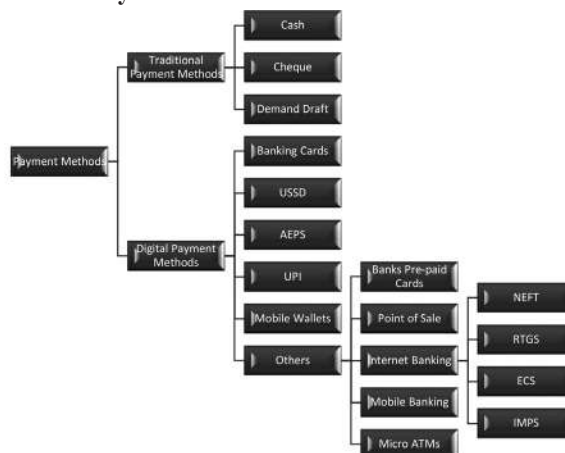 Cash
Traditional
Payment Methods
Cheque
Demand Draft
Payment Methods
Banking Cards
USSD
AEPS
Digital Payment
Methods
UPI
Banks Pre-paid
Cards
NEFT
Mobile Wallets
Point of Sale
RTGS
Others
Internet Banking
ECS
Mobile Banking
IMPS
Micro ATMs